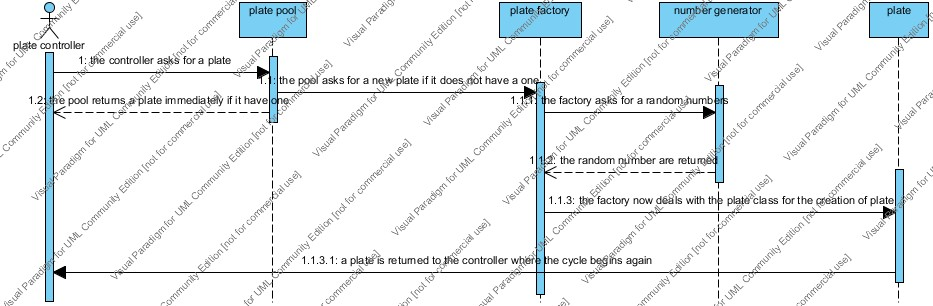 plate pool
plate factory
number generator
plate
plate controller
1: the controller asks for a plate
1.1: the pool asks for a new plate if it does not have a one
1.2: the pool returns a plate immediately if it have one
1.1.1: the factory asks for a random numbers
1.1.2: the random number are returned
1.1.3: the factory now deals with the plate class for the creation of plate
1.1.3.1: a plate is returned to the controller where the cycle begins again
Visual Paradigm for UML Community Edition [not for commercial use]